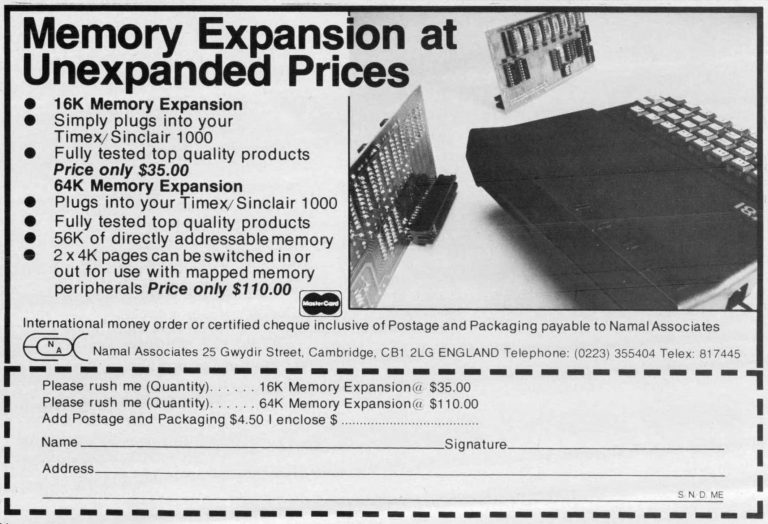 Memory Expansion at
Unexpanded Prices
● 16K Memory Expansion
● Simply plugs into your
Timex/Sinclair 1000
● Fully tested top quality products
Price only $35.00
64K Memory Expansion
● Plugs into your Timex/Sinclair 1000
● Fully tested top quality products
● 56K of directly addressable memory
● 2 x 4K pages can be switched in or
out for use with mapped memory
peripherals Price only $110.00
MasterCard
81
International money order or certified cheque inclusive of Postage and Packaging payable to Namal Associates
N A
Namal Associates 25 Gwydir Street, Cambridge, CB1 2LG ENGLAND Telephone: (0223) 355404 Telex: 817445
Please rush me (Quantity). . . . . . 16K Memory Expansion@ $35.00
Please rush me (Quantity). . . . . . 64K Memory Expansion@ $110.00
Add Postage and Packaging $4.50 I enclose $ ....................................
Name Signature
Address
S. N. D. ME